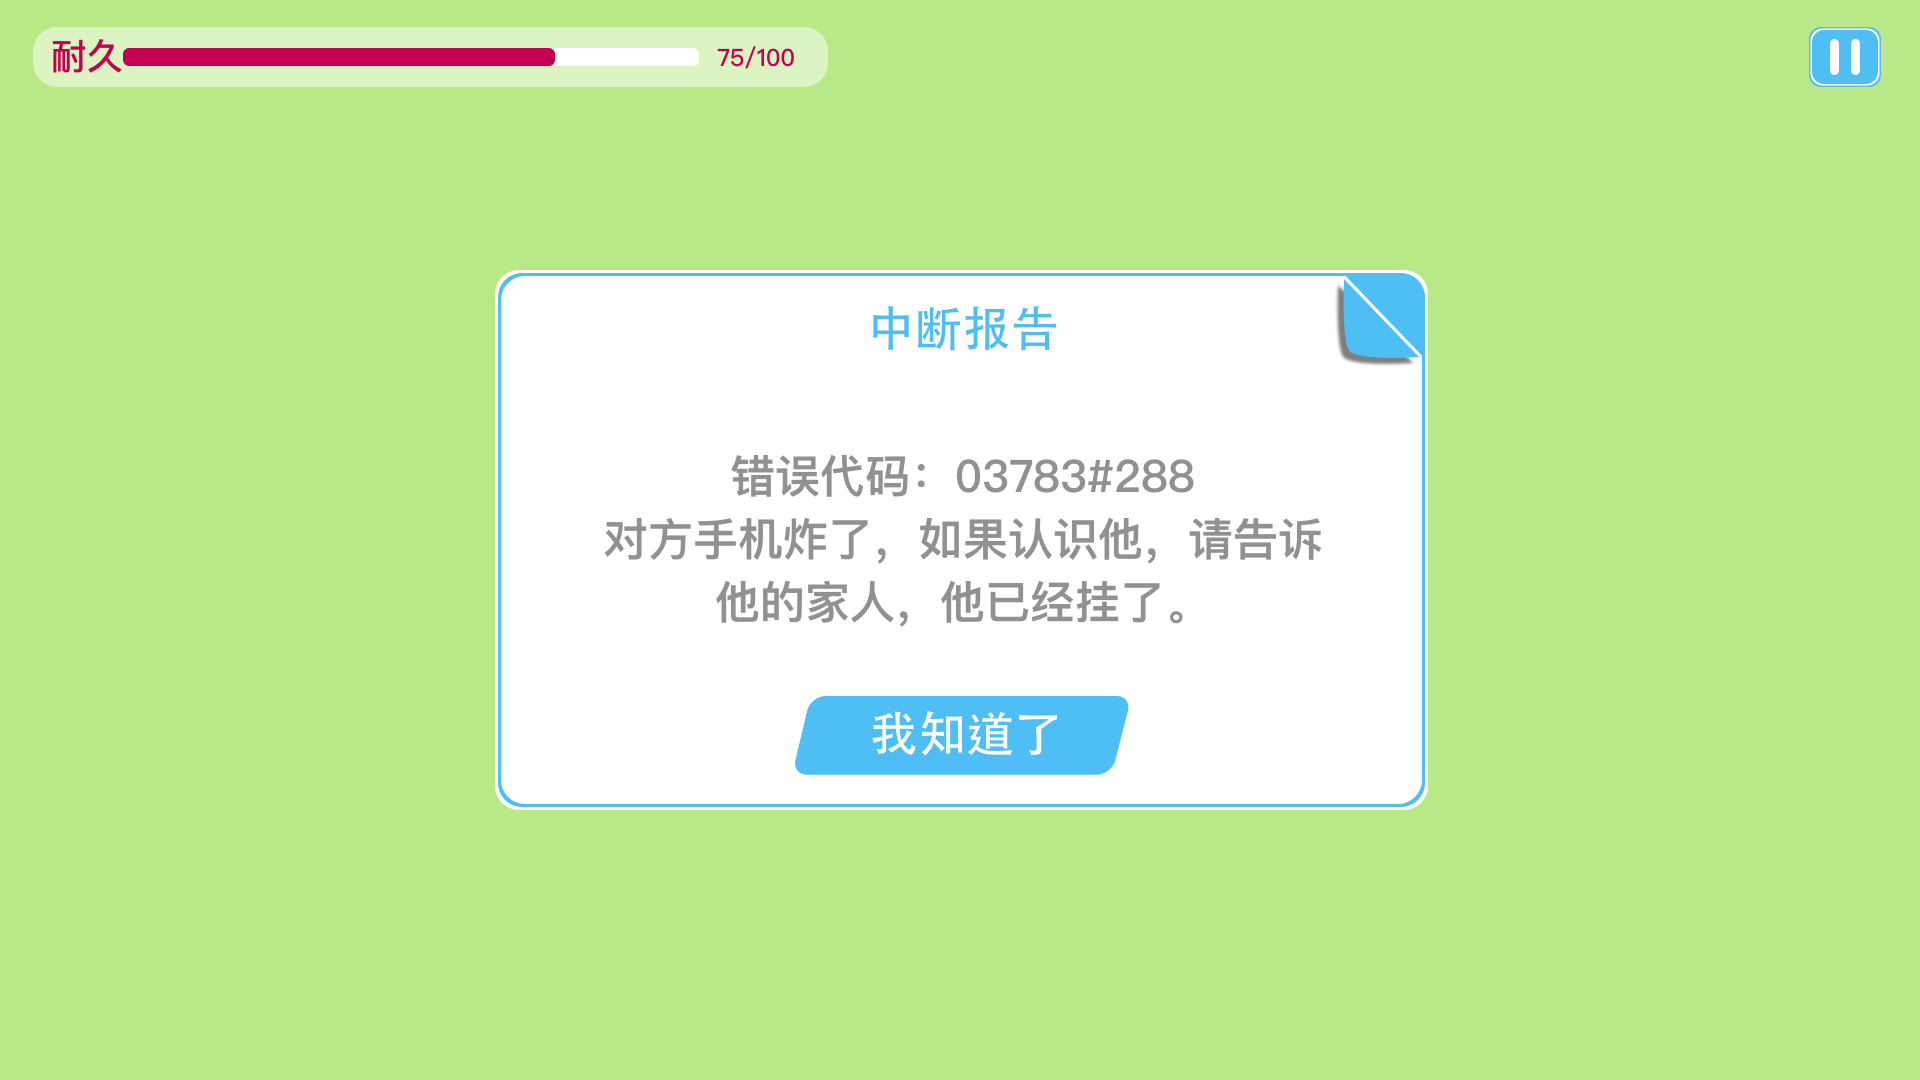 耐久 75/100
中断报告
错误代码：03783#288
对方手机炸了，如果认识他，请告诉
他的家人，他已经挂了。
我知道了